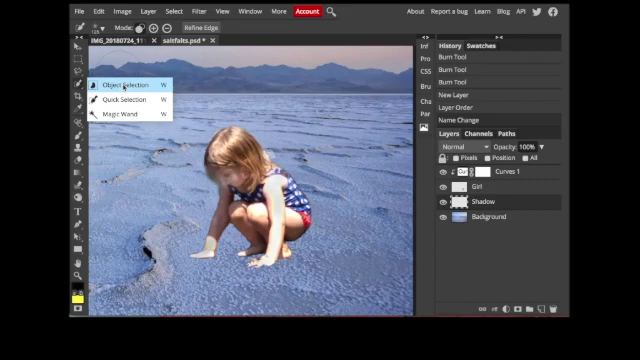 File Edit Image Layer Select Filter View Window More Account About Report a bug Learn Blog API
Mode: Refine Edge
saltfalts.psd *
Object Selection W
Quick Selection W
Magic Wand W
Inf
Pro
CSS
Bru
Cha
Par
History Swatches
Burn Tool
Burn Tool
Burn Tool
New Layer
Layer Order
Name Change
Layers Channels Paths
Normal Opacity: 100%
Pixels Position All
Curves 1
Girl
Shadow
Background